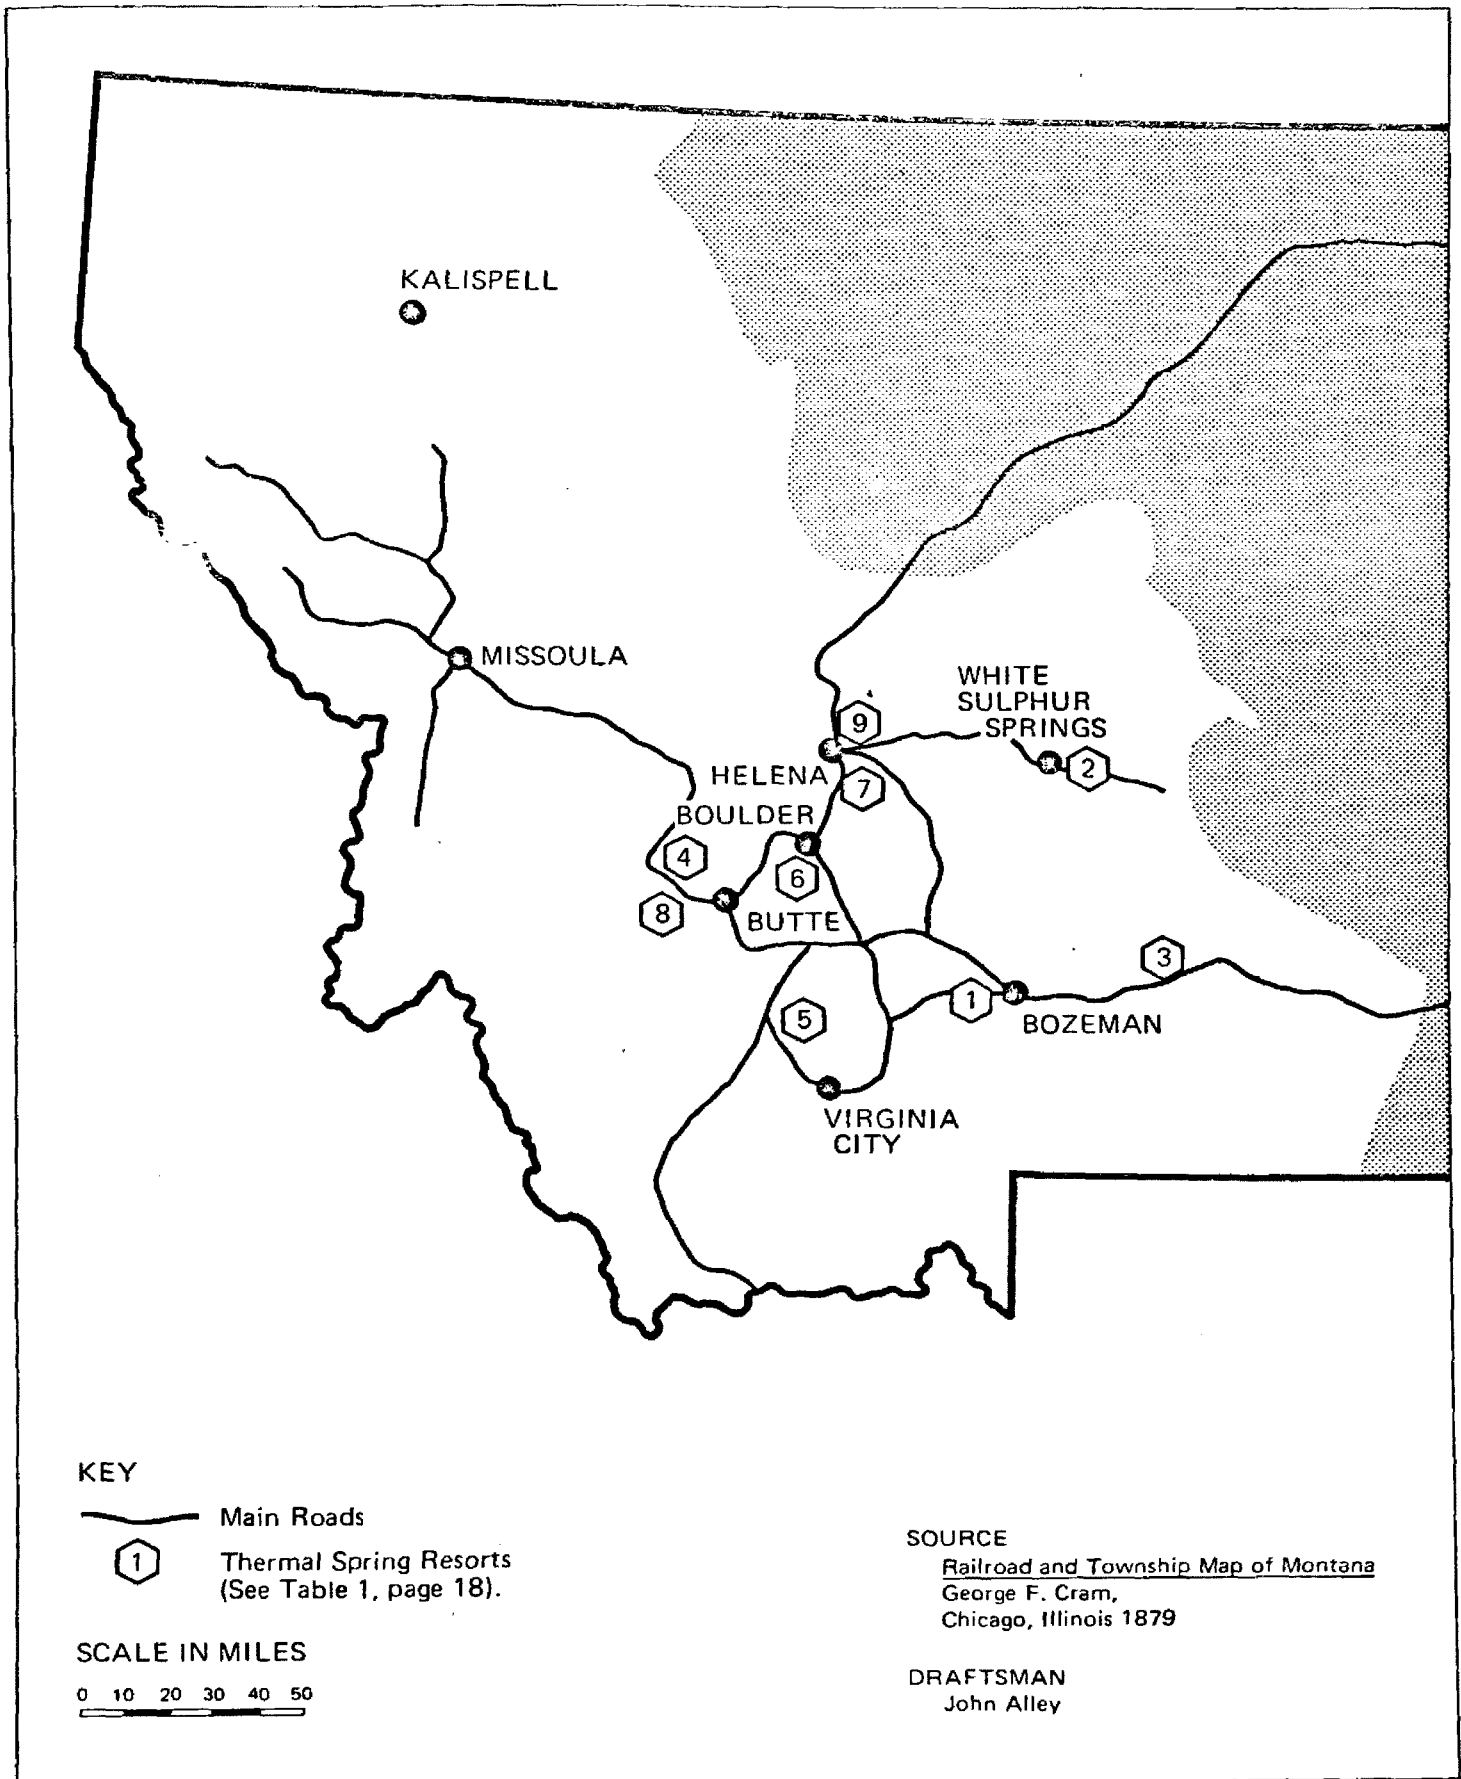 KALISPELL
MISSOULA
WHITE
SULPHUR
SPRINGS
9
2
HELENA
7
BOULDER
4
6
8
BUTTE
3
1
5
BOZEMAN
VIRGINIA
CITY
KEY
Main Roads
1
Thermal Spring Resorts
(See Table 1, page 18).
SCALE IN MILES
0 10 20 30 40 50
SOURCE
Railroad and Township Map of Montana
George F. Cram,
Chicago, Illinois 1879
DRAFTSMAN
John Alley